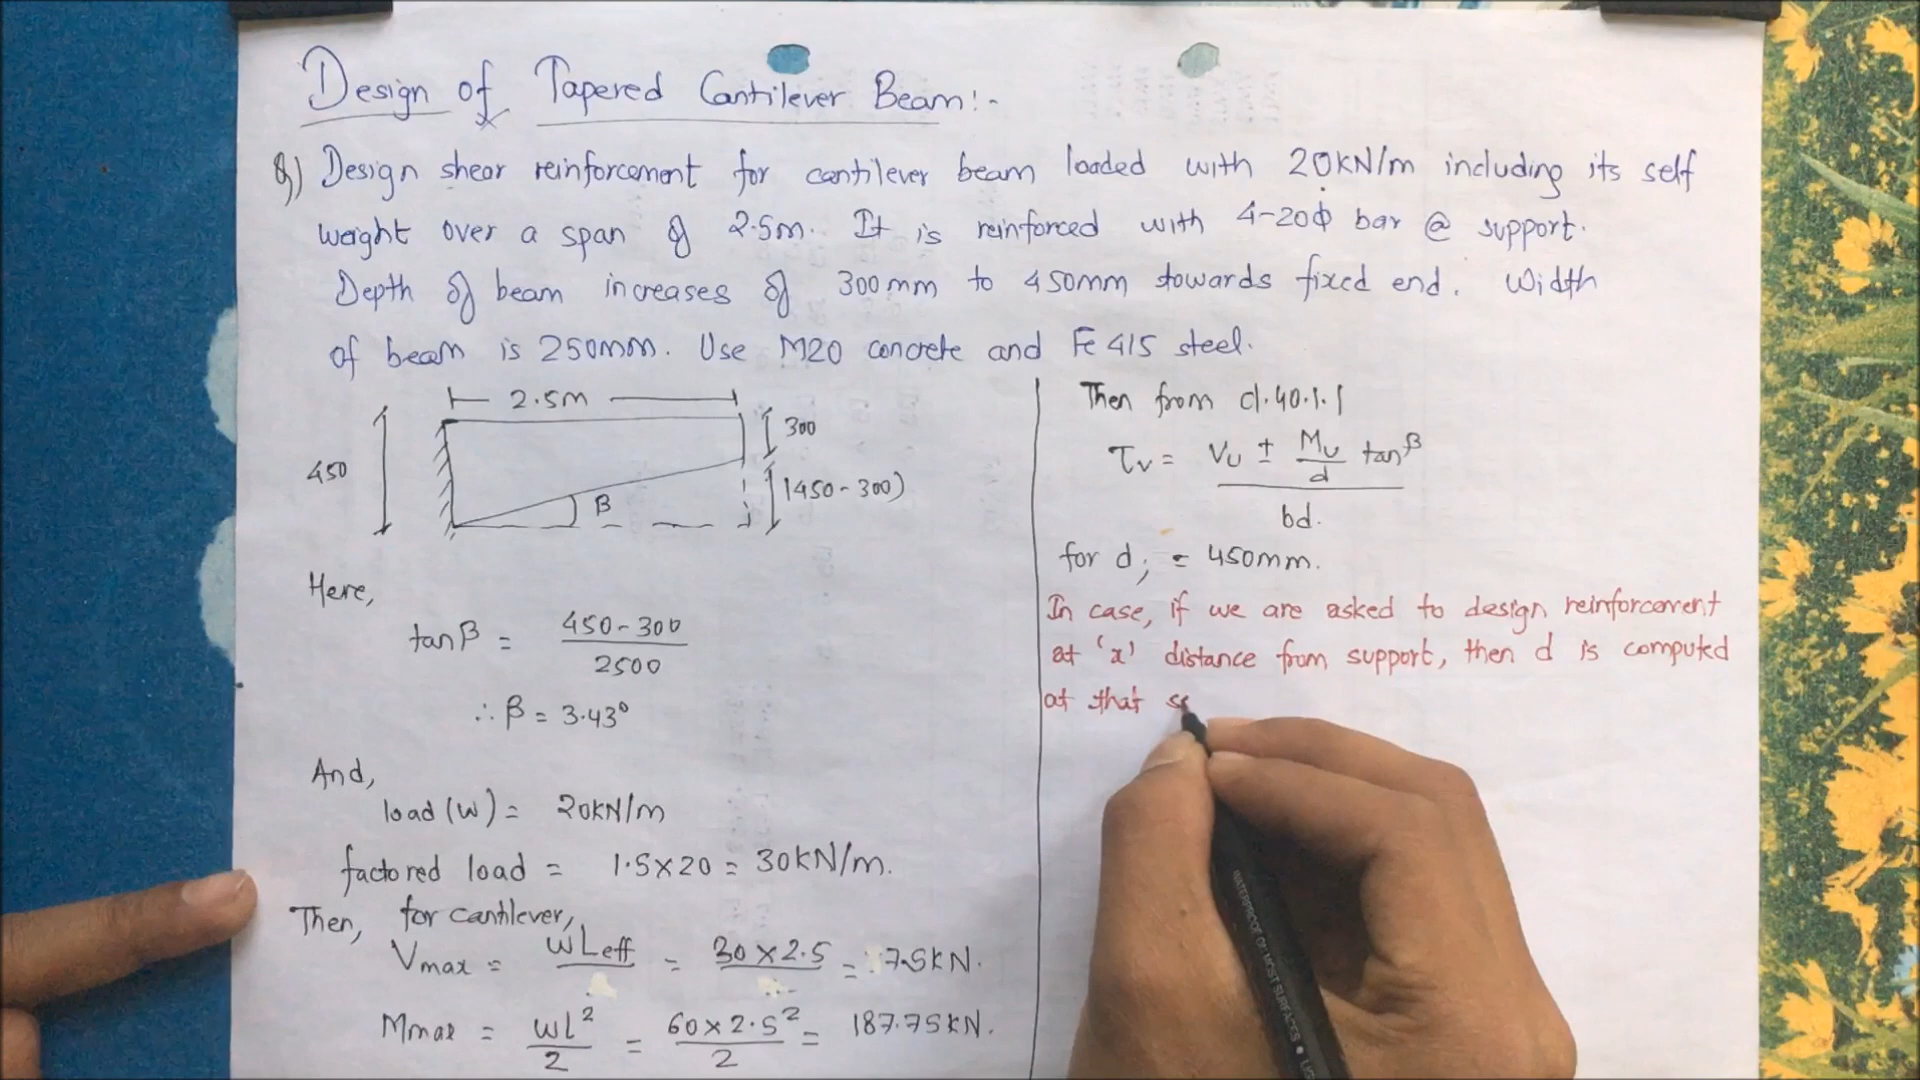 Design of Tapered Cantilever Beam:-
Q) Design shear reinforcement for cantilever beam loaded with 20KN/m including its self
weight over a span of 2.5m. It is reinforced with 4-20ϕ bar @ support.
Depth of beam increases of 300mm to 450mm towards fixed end. Width
of beam is 250mm. Use M20 concrete and Fe 415 steel.
2.5m
450
300
(450-300)
β
Here,
tanβ = 450-300 / 2500
∴ β = 3.43°
And,
load (w) = 20KN/m
factored load = 1.5×20 = 30KN/m.
Then, for cantilever,
Vmax = wLeff = 30×2.5 = 75KN.
Mmax = wl²/2 = 60×2.5²/2 = 187.75KN.
Then from cl.40.1.1
τv = Vu ± Mu/d tanβ / bd.
for d, = 450mm.
In case, if we are asked to design reinforcement
at 'x' distance from support, then d is computed
at that
WATERPROOF ON MOST SURFACES